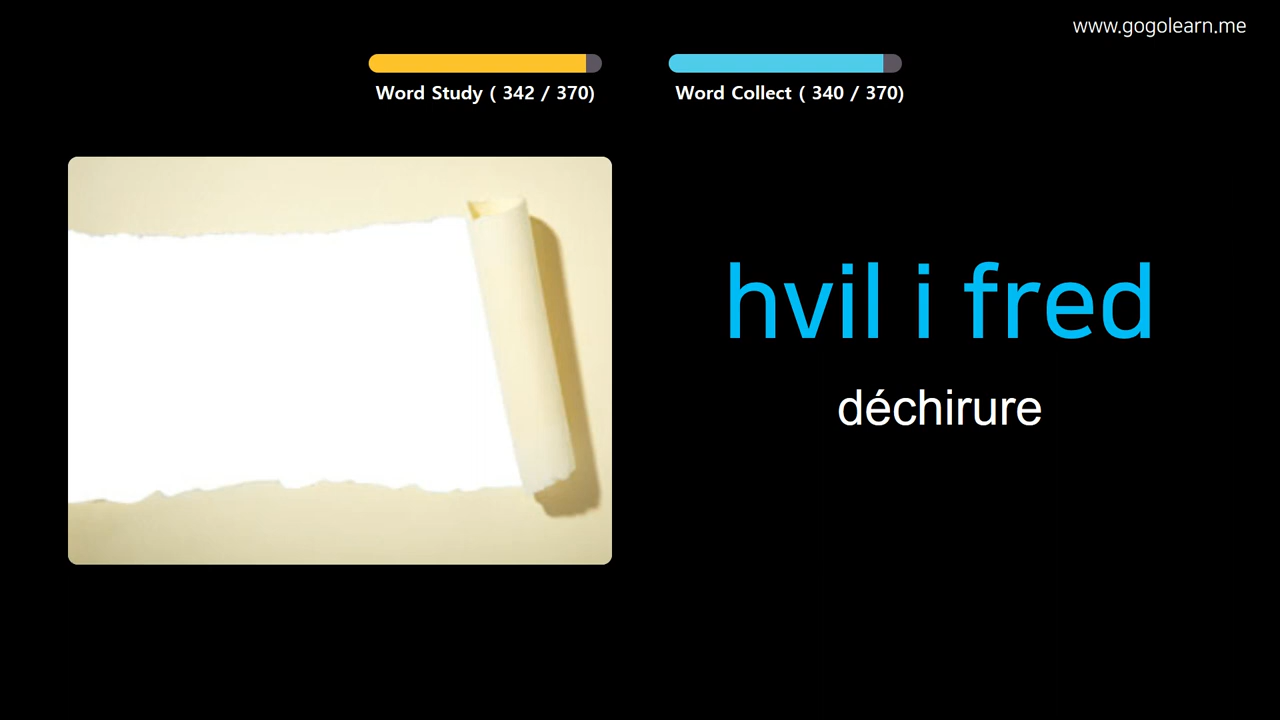 www.gogolearn.me
Word Study ( 342 / 370)
Word Collect ( 340 / 370)
hvil i fred
déchirure